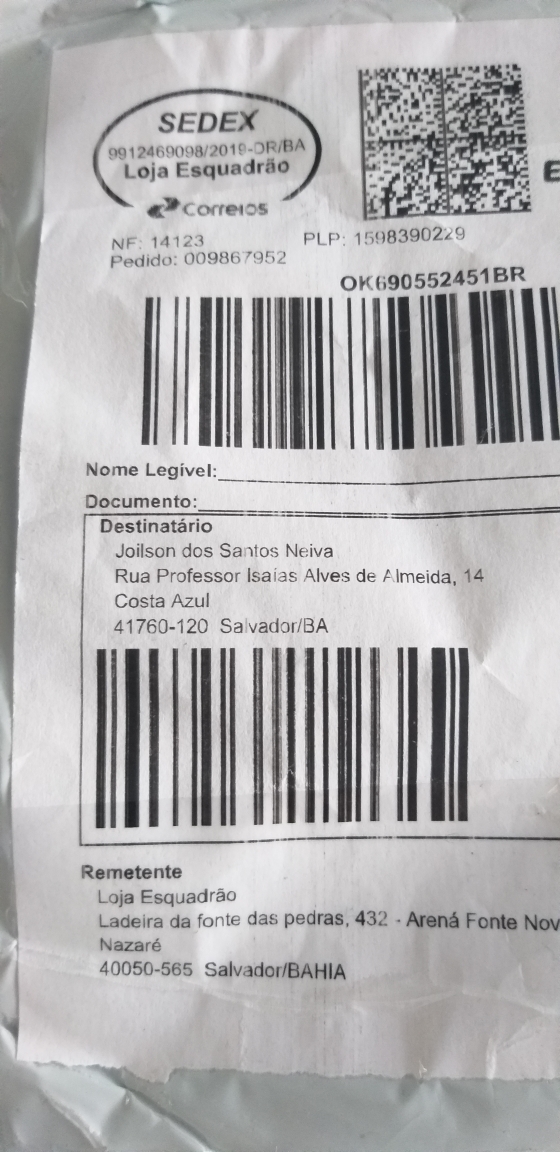 SEDEX
9912469098/2019-DR/BA
Loja Esquadrão
Correios
NF: 14123 PLP: 1598390229
Pedido: 009867952
OK690552451BR
Nome Legível:
Documento:
Destinatário
Joilson dos Santos Neiva
Rua Professor Isaías Alves de Almeida, 14
Costa Azul
41760-120 Salvador/BA
Remetente
Loja Esquadrão
Ladeira da fonte das pedras, 432 - Arená Fonte Nov
Nazaré
40050-565 Salvador/BAHIA